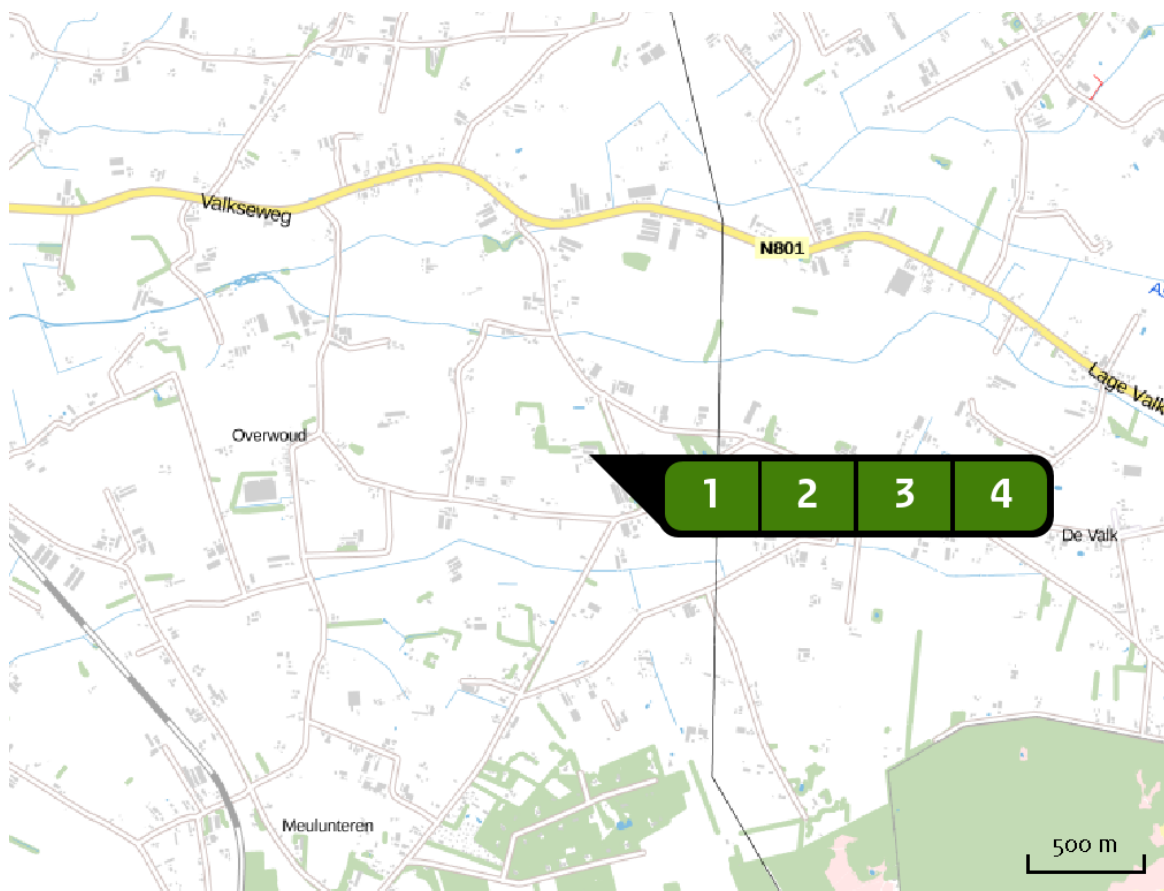 Valkseweg
N801
Lage Valk
Overwoud
1 2 3 4
De Valk
Meulunteren
500 m